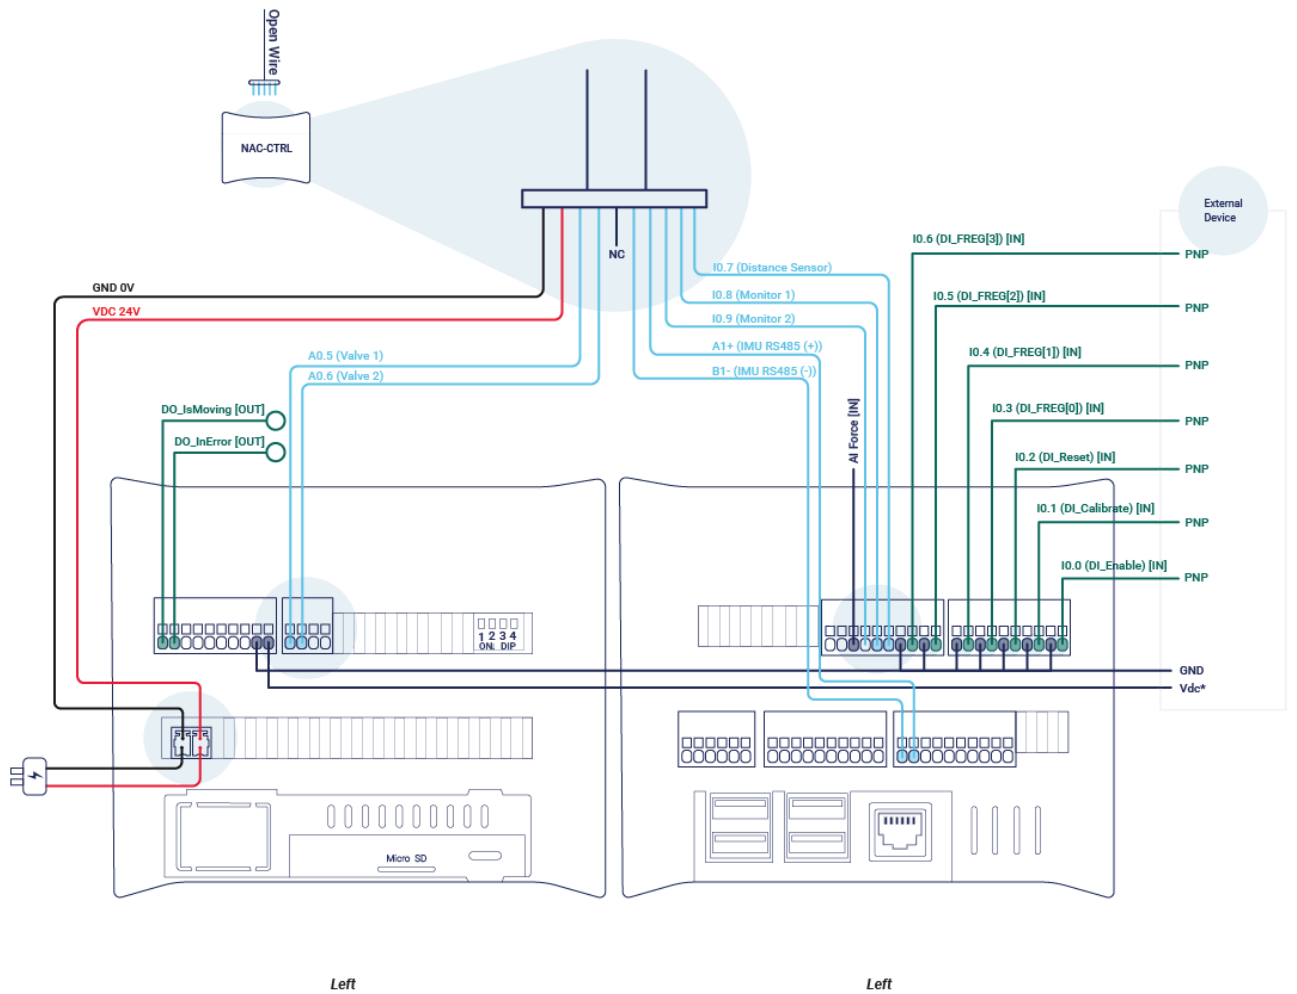 Open Wire
NAC-CTRL
External
Device
I0.6 (DI_FREG[3]) [IN]
PNP
NC
I0.7 (Distance Sensor)
GND 0V
I0.8 (Monitor 1)
I0.5 (DI_FREG[2]) [IN]
PNP
VDC 24V
I0.9 (Monitor 2)
A0.5 (Valve 1)
A1+ (IMU RS485 (+))
I0.4 (DI_FREG[1]) [IN]
PNP
A0.6 (Valve 2)
B1- (IMU RS485 (-))
DO_IsMoving [OUT]
I0.3 (DI_FREG[0]) [IN]
PNP
DO_InError [OUT]
AI Force [IN]
I0.2 (DI_Reset) [IN]
PNP
I0.1 (DI_Calibrate) [IN]
PNP
I0.0 (DI_Enable) [IN]
PNP
1 2 3 4
ON: DIP
GND
Vdc*
Micro SD
Left
Left